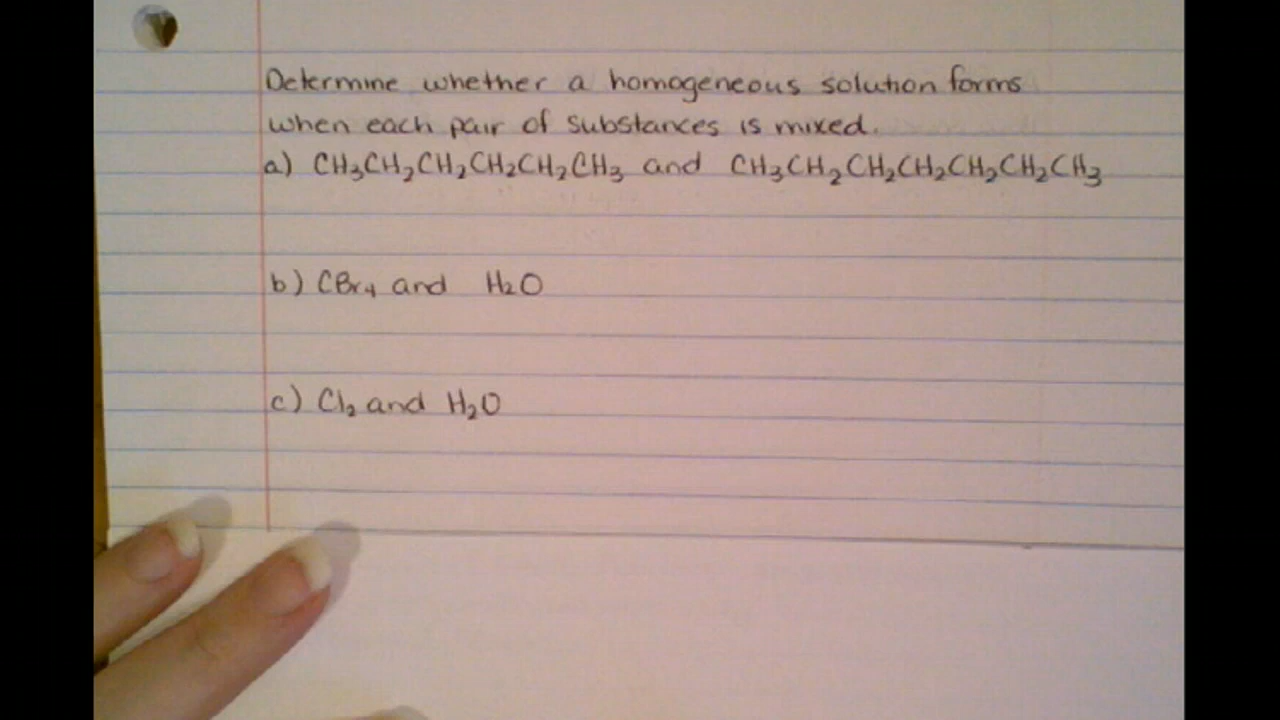 Determine whether a homogeneous solution forms
when each pair of substances is mixed.
a) CH₃CH₂CH₂CH₂CH₂CH₃ and CH₃CH₂CH₂CH₂CH₂CH₂CH₃
b) CBr₄ and H₂O
c) Cl₂ and H₂O